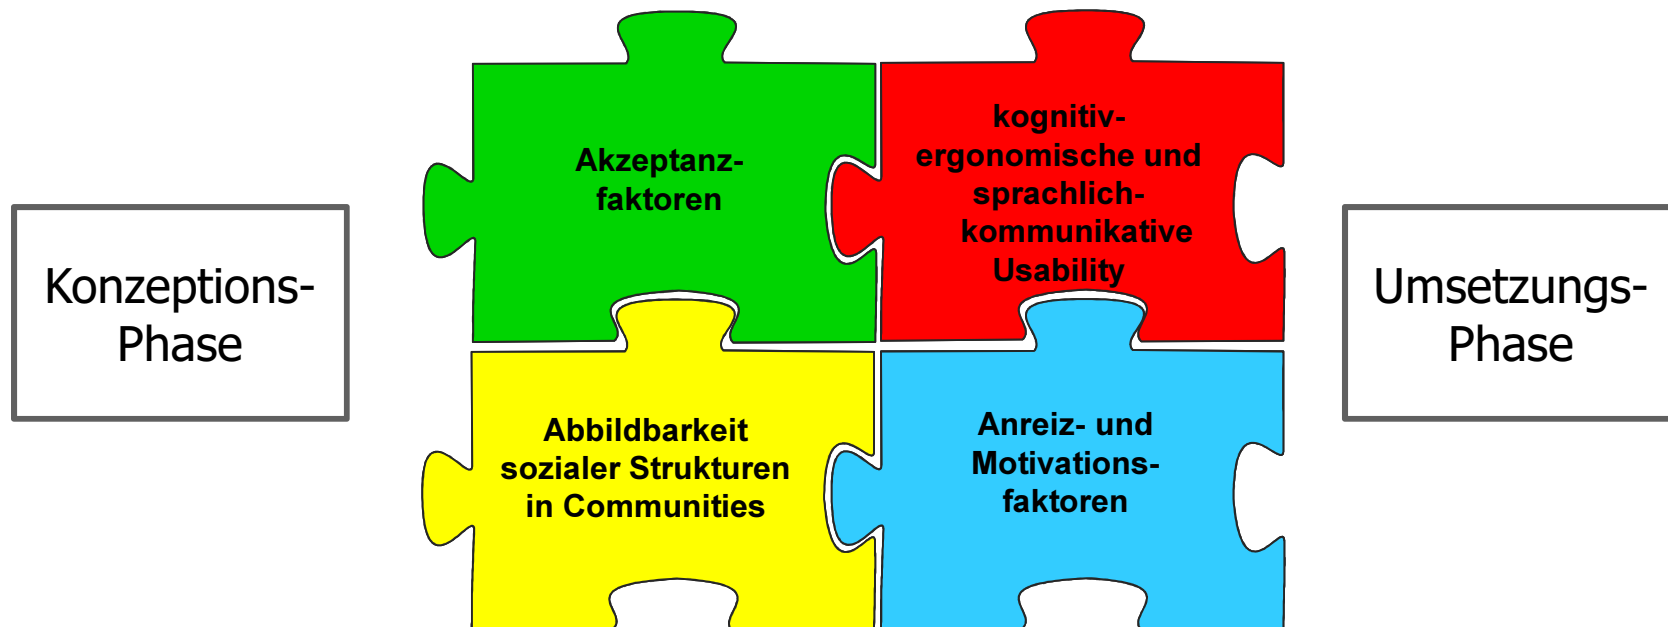 Konzeptions-
Phase
Akzeptanz-
faktoren
kognitiv-
ergonomische und
sprachlich-
kommunikative
Usability
Abbildbarkeit
sozialer Strukturen
in Communities
Anreiz- und
Motivations-
faktoren
Umsetzungs-
Phase